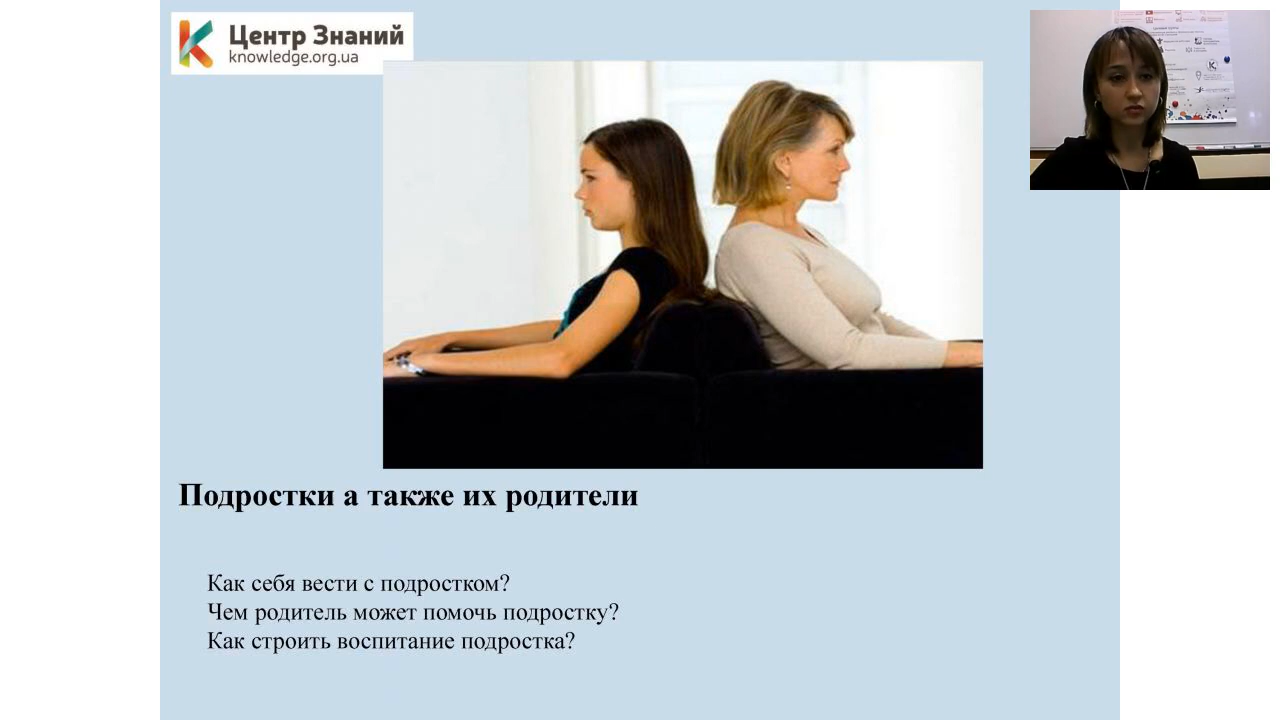 Центр Знаний
knowledge.org.ua
Подростки а также их родители
Как себя вести с подростком?
Чем родитель может помочь подростку?
Как строить воспитание подростка?